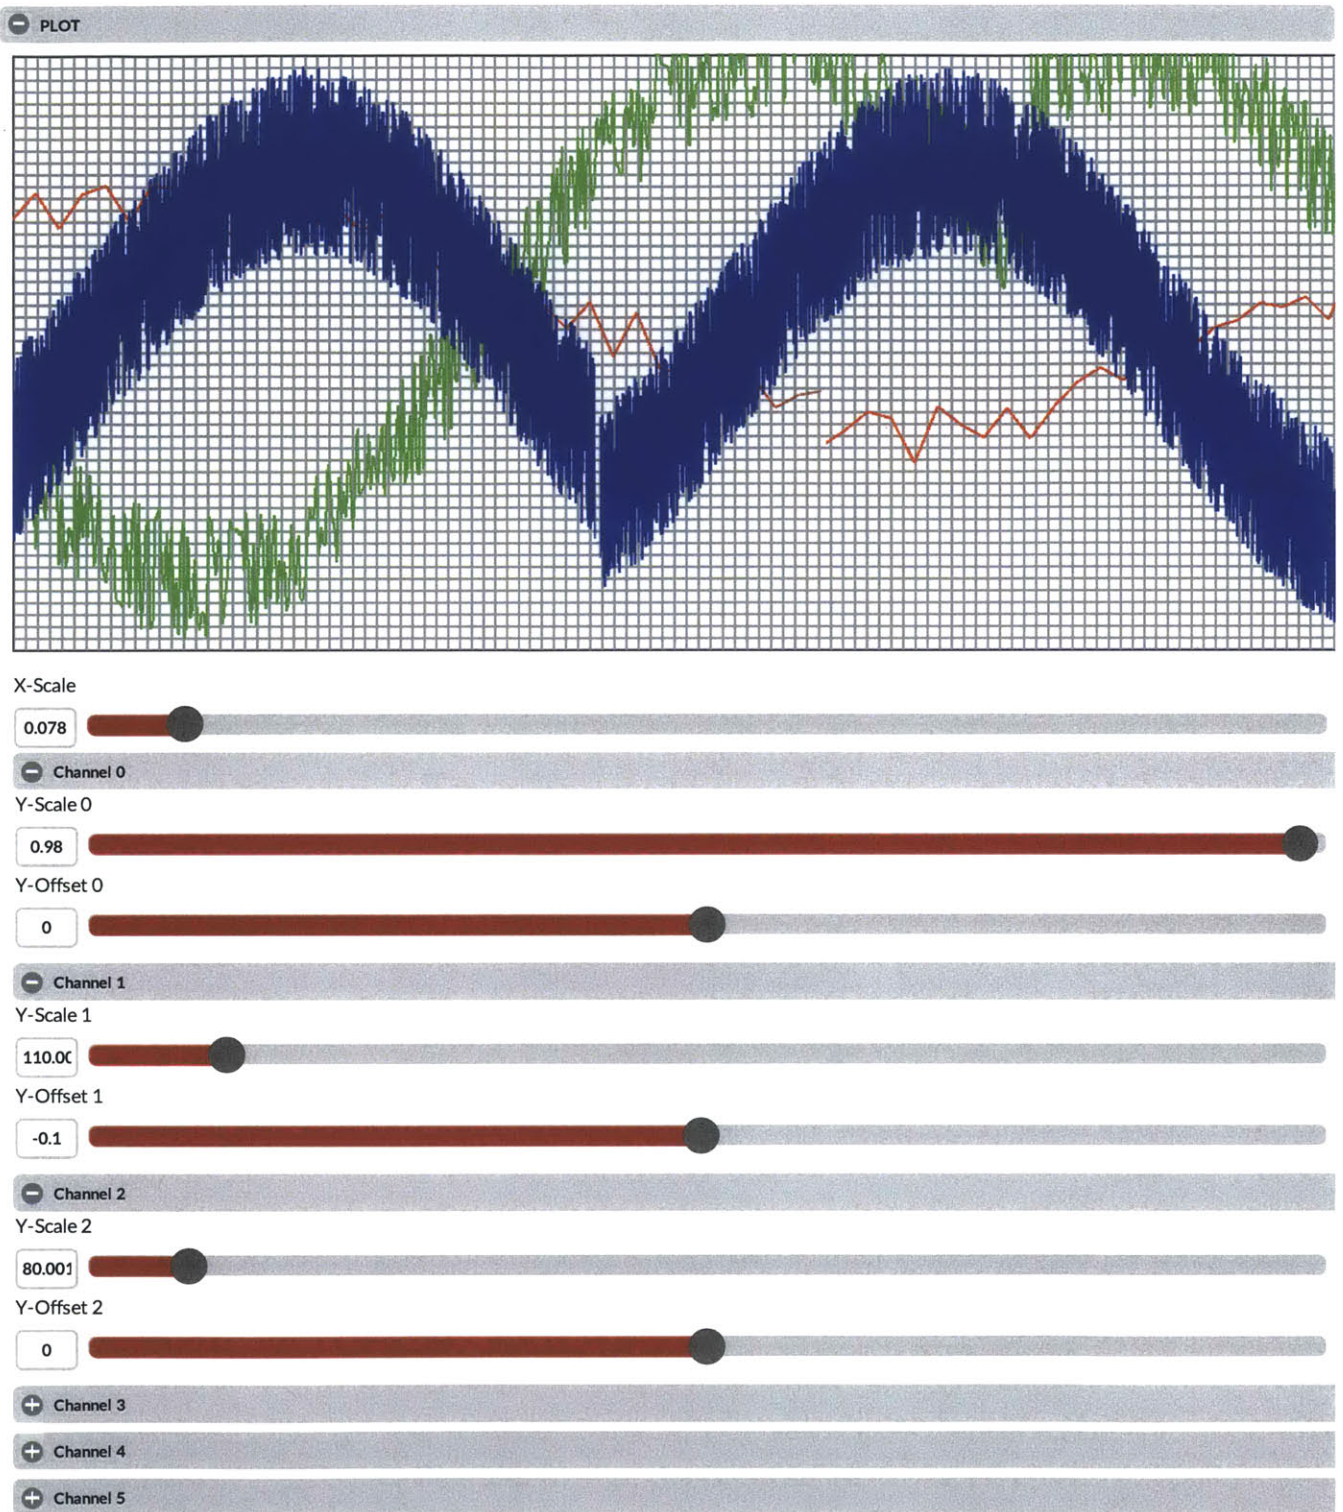 PLOT
X-Scale
0.078
Channel 0
Y-Scale 0
0.98
Y-Offset 0
0
Channel 1
Y-Scale 1
110.00
Y-Offset 1
-0.1
Channel 2
Y-Scale 2
80.001
Y-Offset 2
0
Channel 3
Channel 4
Channel 5